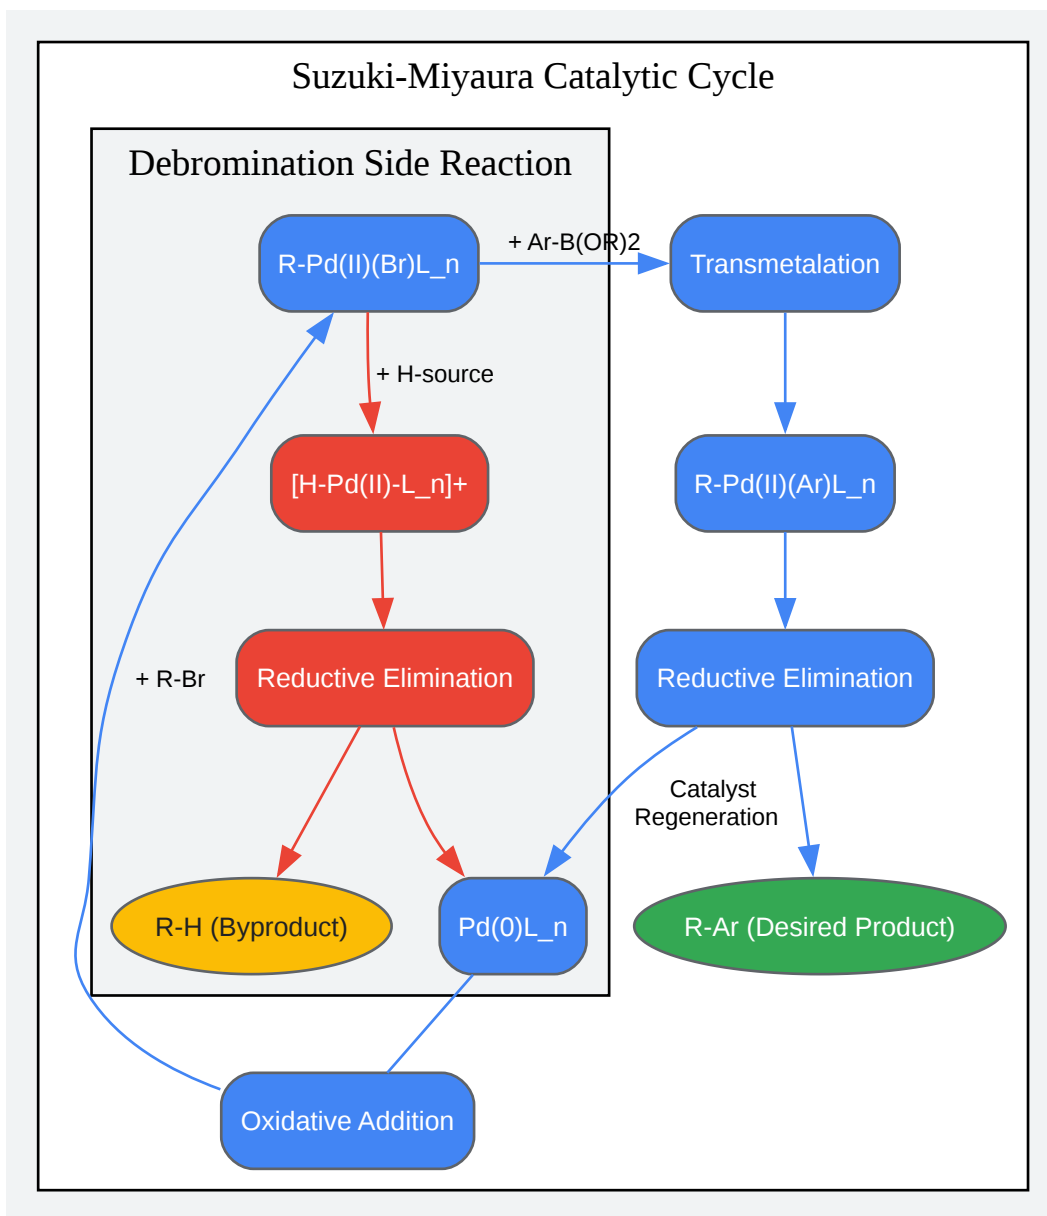 Suzuki-Miyaura Catalytic Cycle
Debromination Side Reaction
R-Pd(II)(Br)L_n
+ Ar-B(OR)2
Transmetalation
+ H-source
[H-Pd(II)-L_n]+
R-Pd(II)(Ar)L_n
+ R-Br
Reductive Elimination
Reductive Elimination
Catalyst
Regeneration
R-H (Byproduct)
Pd(0)L_n
R-Ar (Desired Product)
Oxidative Addition